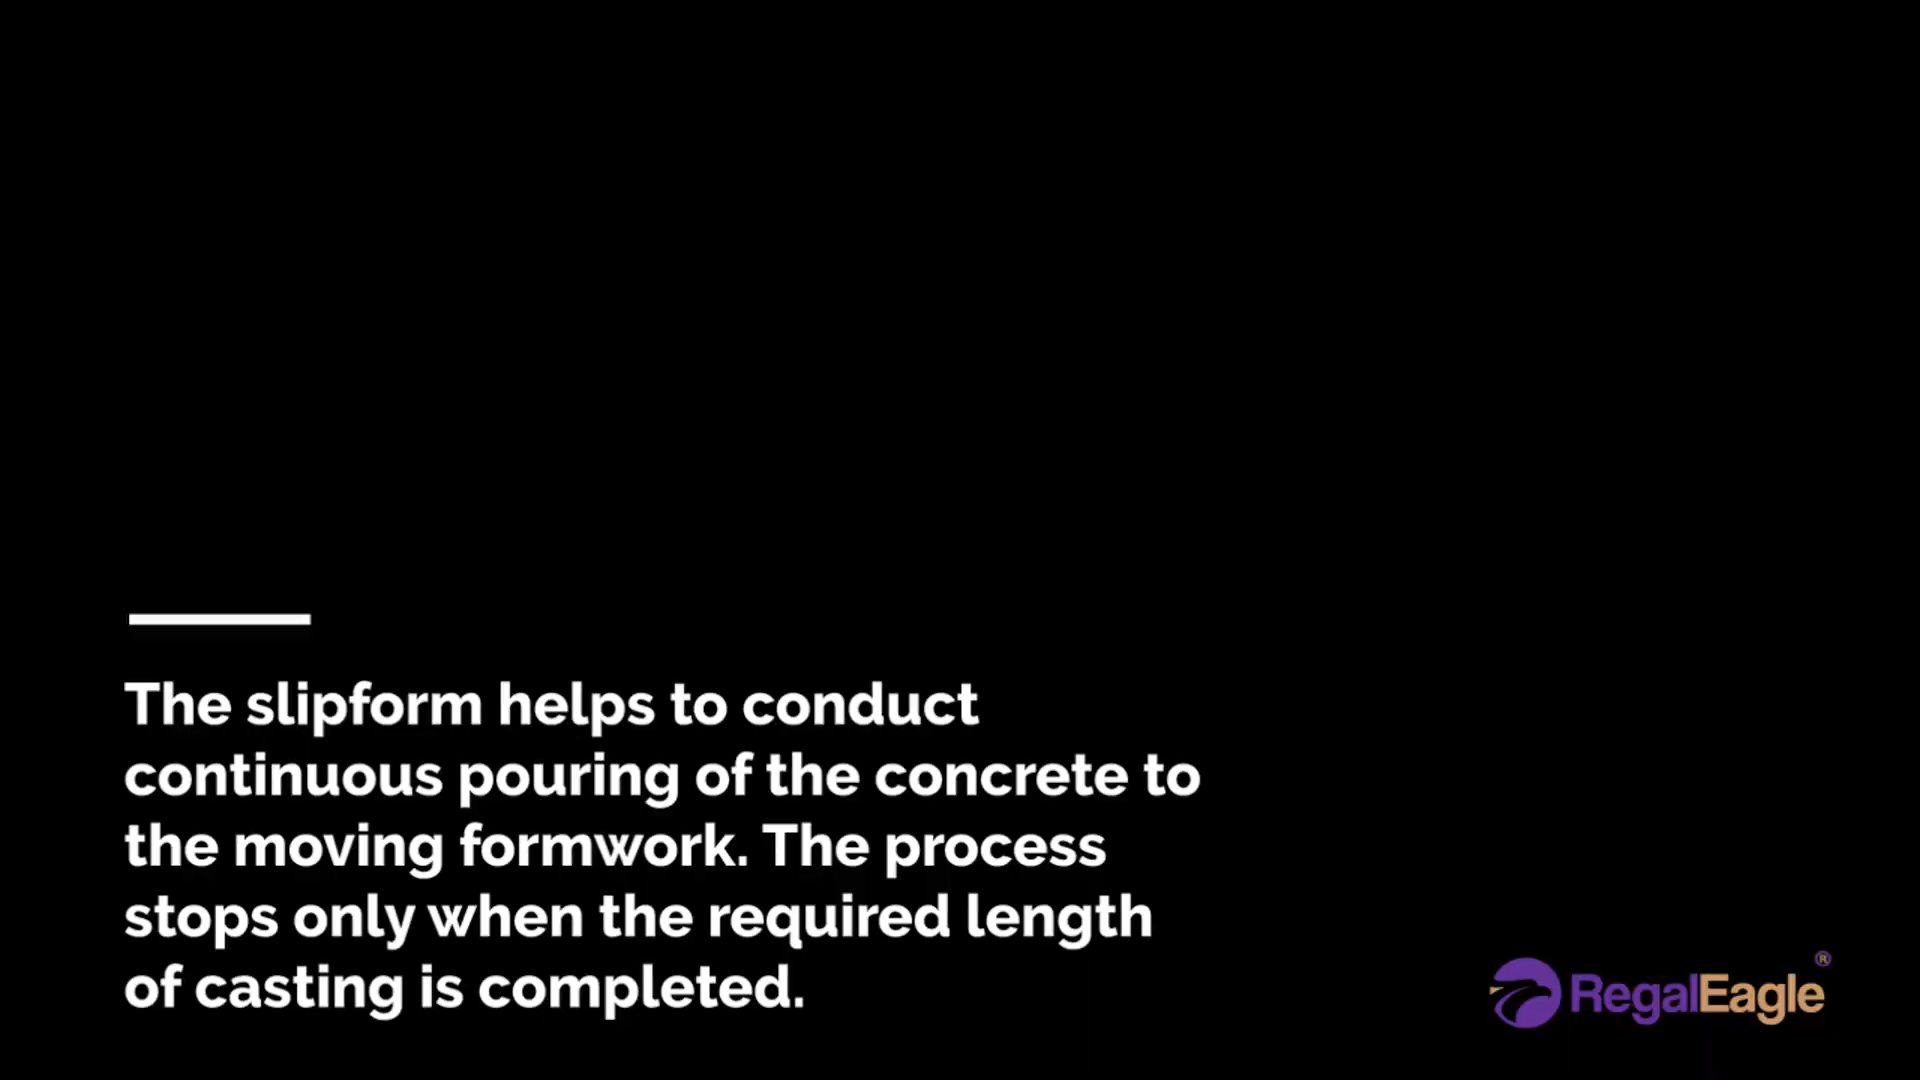 The slipform helps to conduct
continuous pouring of the concrete to
the moving formwork. The process
stops only when the required length
of casting is completed.
RegalEagle®